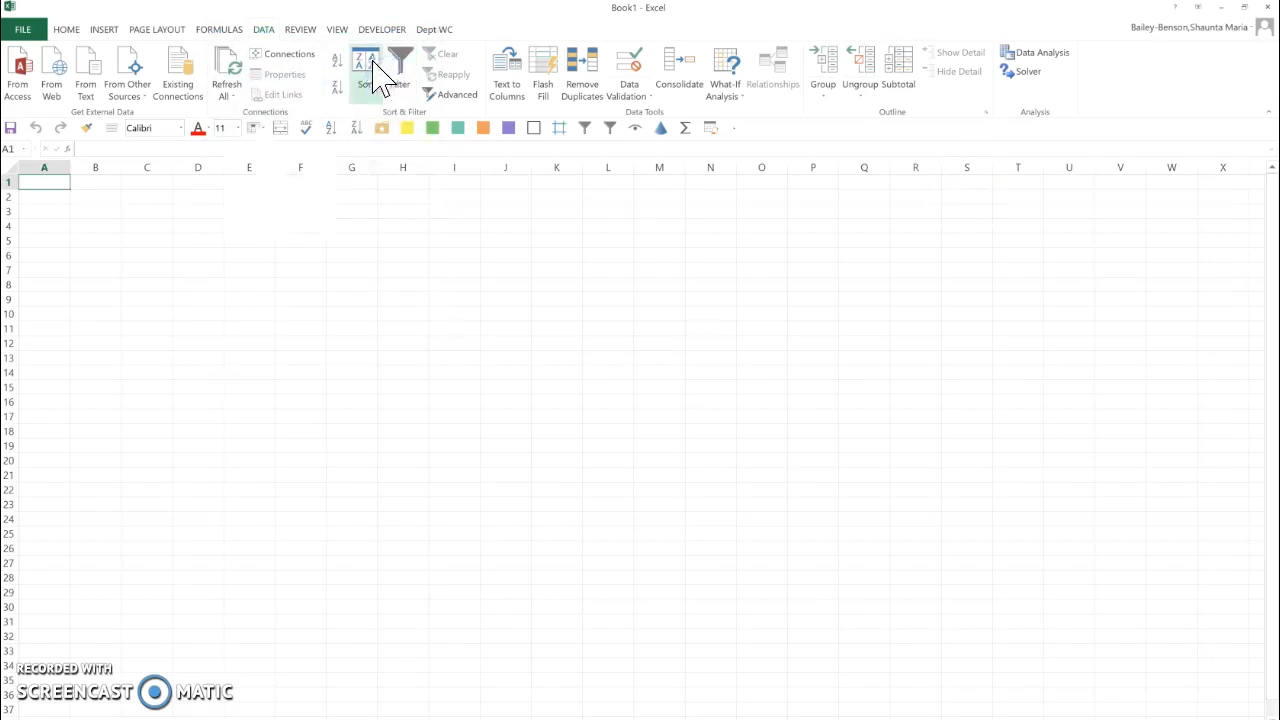 Book1 - Excel
FILE HOME INSERT PAGE LAYOUT FORMULAS DATA REVIEW VIEW DEVELOPER Dept WC
Bailey-Benson,Shaunta Maria
From Access
From Web
From Text
From Other Sources
Existing Connections
Get External Data
Refresh All
Connections
Properties
Edit Links
Connections
Clear
Reapply
Advanced
Sort & Filter
Text to Columns
Flash Fill
Remove Duplicates
Data Validation
Consolidate
What-If Analysis
Relationships
Data Tools
Group
Ungroup
Subtotal
Show Detail
Hide Detail
Outline
Data Analysis
Solver
Analysis
Calibri 11
A1
A B C D E F G H I J K L M N O P Q R S T U V W X
1
2
3
4
5
6
7
8
9
10
11
12
13
14
15
16
17
18
19
20
21
22
23
24
25
26
27
28
29
30
31
32
33
34
35
36
37
RECORDED WITH
SCREENCAST MATIC